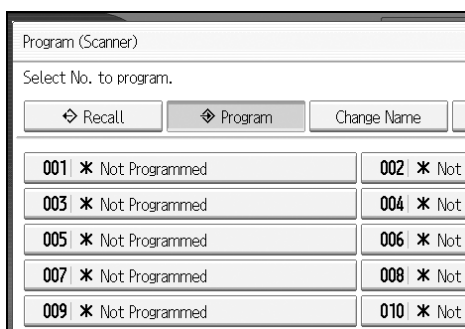 Program (Scanner)
Select No. to program.
Recall Program Change Name
001 * Not Programmed 002 * Not
003 * Not Programmed 004 * Not
005 * Not Programmed 006 * Not
007 * Not Programmed 008 * Not
009 * Not Programmed 010 * Not